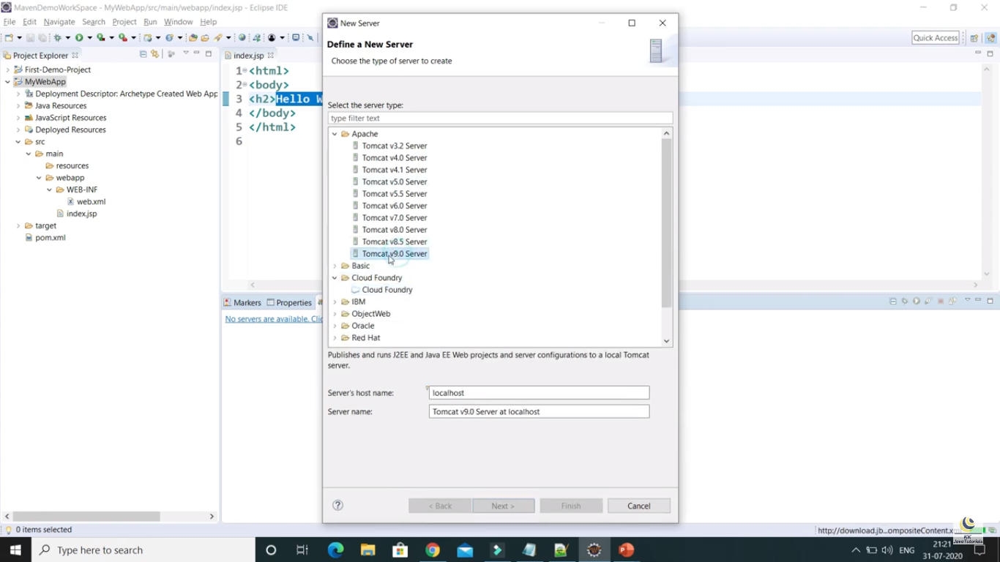 MavenDemoWorkSpace - MyWebApp/src/main/webapp/index.jsp - Eclipse IDE
File Edit Navigate Search Project Run Window Help
Quick Access
Project Explorer
First-Demo-Project
MyWebApp
Deployment Descriptor: Archetype Created Web App
Java Resources
JavaScript Resources
Deployed Resources
src
main
resources
webapp
WEB-INF
web.xml
index.jsp
target
pom.xml
index.jsp
1 <html>
2 <body>
3 <h2>Hello W
4 </body>
5 </html>
6
Markers Properties
No servers are available. Clic
New Server
Define a New Server
Choose the type of server to create
Select the server type:
type filter text
Apache
Tomcat v3.2 Server
Tomcat v4.0 Server
Tomcat v4.1 Server
Tomcat v5.0 Server
Tomcat v5.5 Server
Tomcat v6.0 Server
Tomcat v7.0 Server
Tomcat v8.0 Server
Tomcat v8.5 Server
Tomcat v9.0 Server
Basic
Cloud Foundry
Cloud Foundry
IBM
ObjectWeb
Oracle
Red Hat
Publishes and runs J2EE and Java EE Web projects and server configurations to a local Tomcat
server.
Server's host name: localhost
Server name: Tomcat v9.0 Server at localhost
< Back Next > Finish Cancel
0 items selected
http://download.jb...ompositeContent.x
KK
JavaTutorials
Type here to search
ENG
21:21
31-07-2020